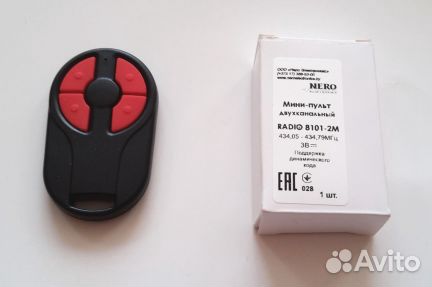 NERO
Мини-пульт
двухканальный
RADIO 8101-2M
434,05 - 434,79МГц
3В
Поддержка
динамического
кода
ЕАС
028
1 шт.
Avito